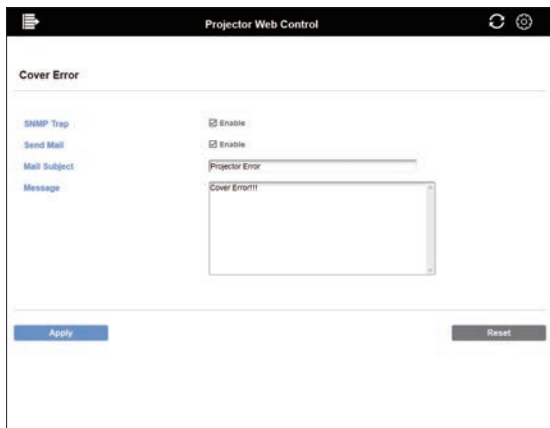 Projector Web Control
Cover Error
SNMP Trap Enable
Send Mail Enable
Mail Subject Projector Error
Message Cover Error!!!
Apply Reset